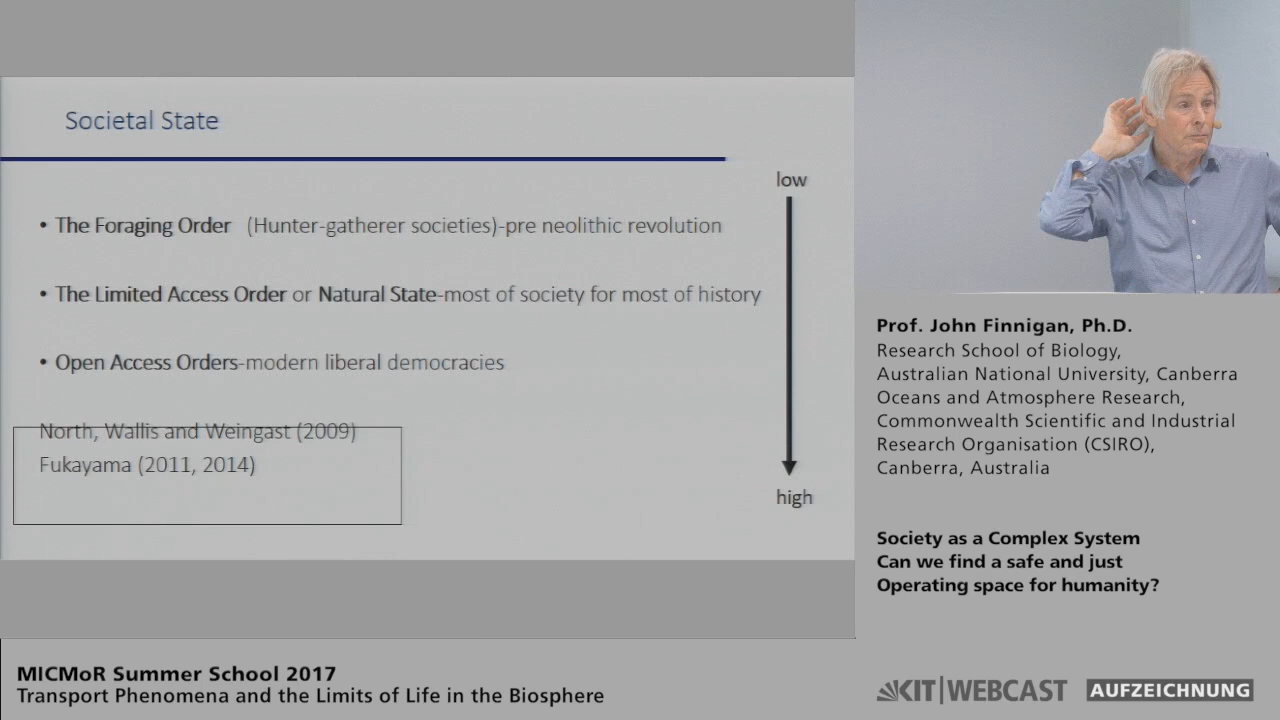 Societal State
low
• The Foraging Order (Hunter-gatherer societies)-pre neolithic revolution
• The Limited Access Order or Natural State-most of society for most of history
• Open Access Orders-modern liberal democracies
North, Wallis and Weingast (2009)
Fukayama (2011, 2014)
high
Prof. John Finnigan, Ph.D.
Research School of Biology,
Australian National University, Canberra
Oceans and Atmosphere Research,
Commonwealth Scientific and Industrial
Research Organisation (CSIRO),
Canberra, Australia
Society as a Complex System
Can we find a safe and just
Operating space for humanity?
MICMoR Summer School 2017
Transport Phenomena and the Limits of Life in the Biosphere
KIT|WEBCAST AUFZEICHNUNG